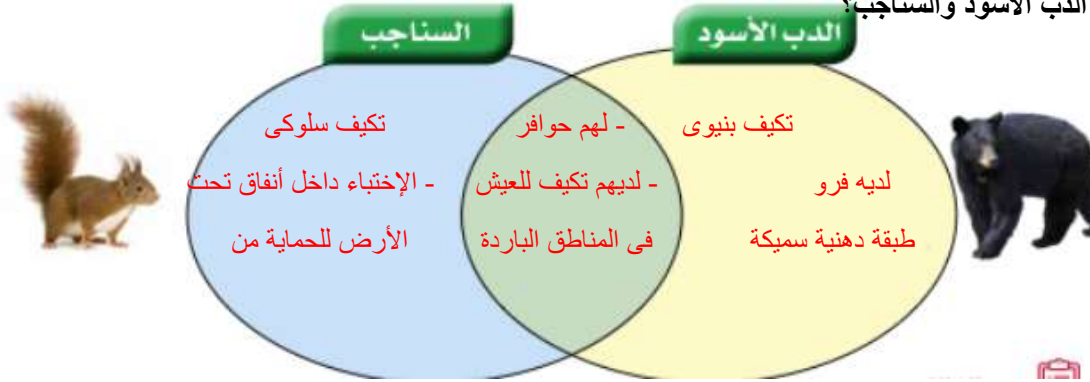 الدب الأسود والسناجب؟
الدب الأسود
السناجب
تكيف بنيوى
لديه فرو
طبقة دهنية سميكة
- لهم حوافر
- لديهم تكيف للعيش
فى المناطق الباردة
تكيف سلوكى
- الإختباء داخل أنفاق تحت
الأرض للحماية من